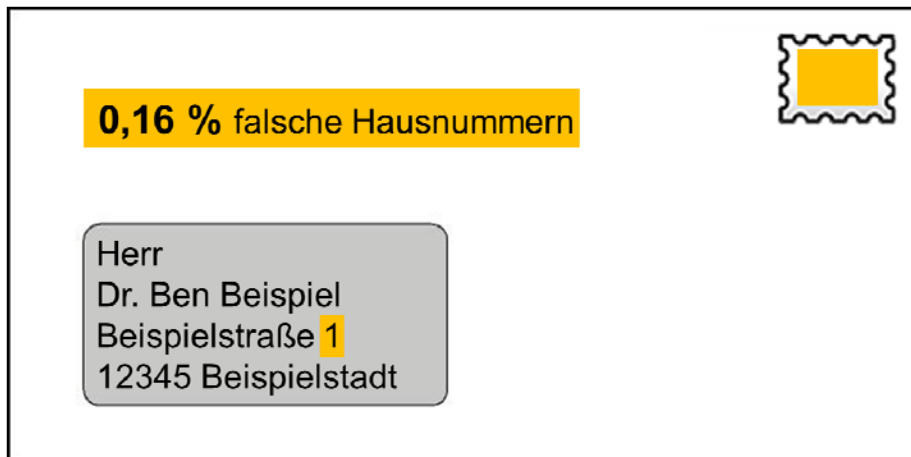 0,16 % falsche Hausnummern
Herr
Dr. Ben Beispiel
Beispielstraße 1
12345 Beispielstadt